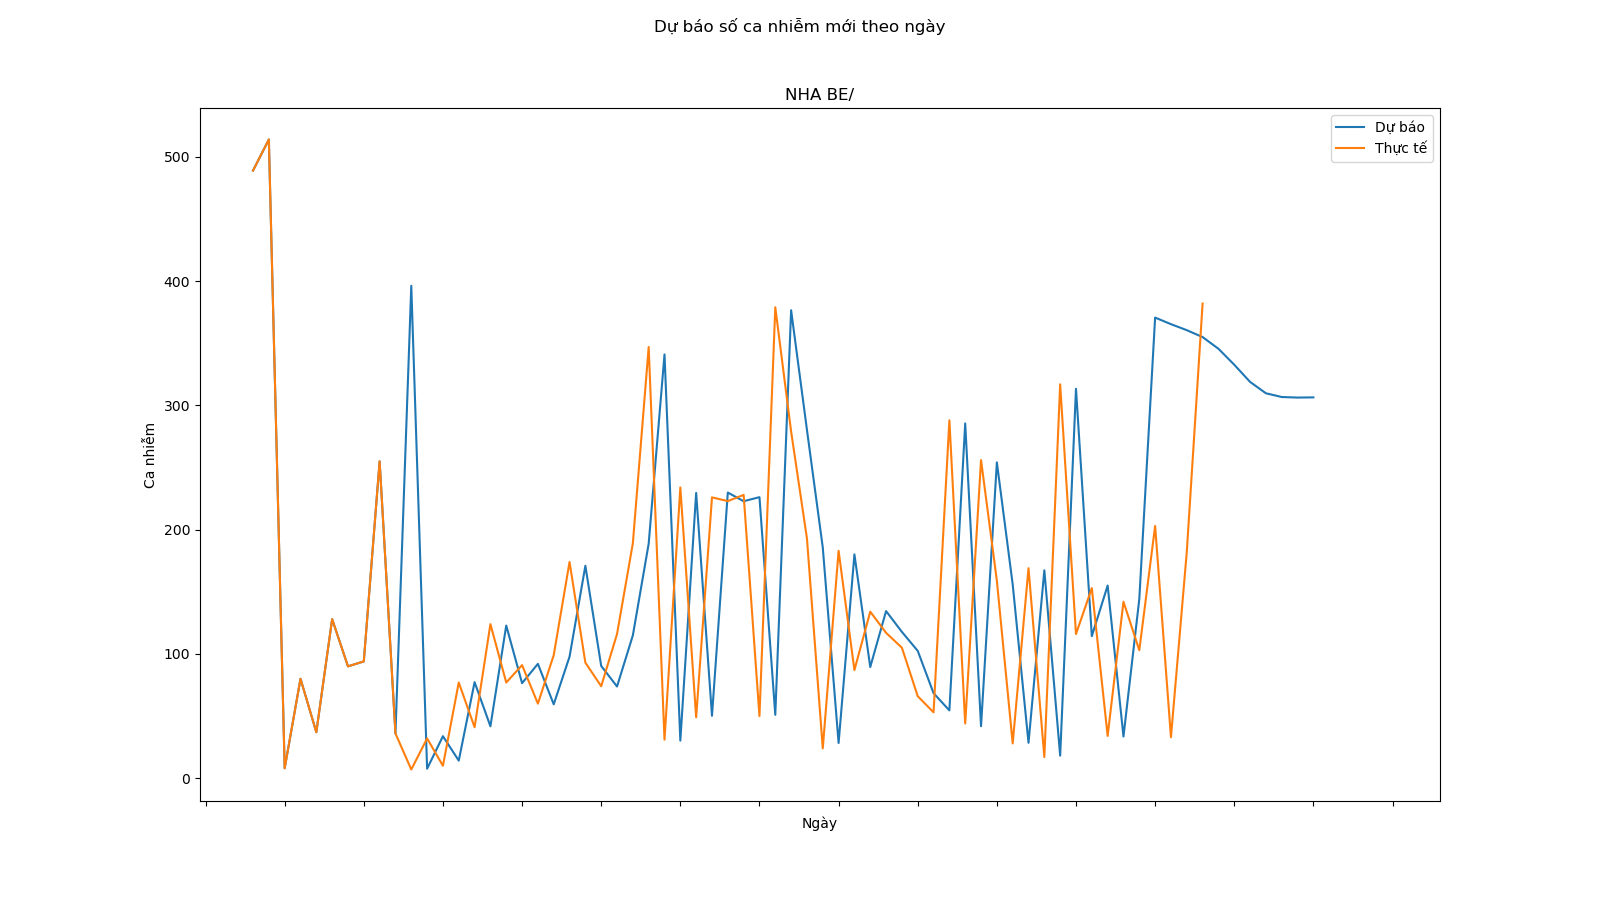 Dự báo số ca nhiễm mới theo ngày
NHA BE/
Dự báo
Thực tế
500
400
300
200
100
0
Ca nhiễm
Ngày